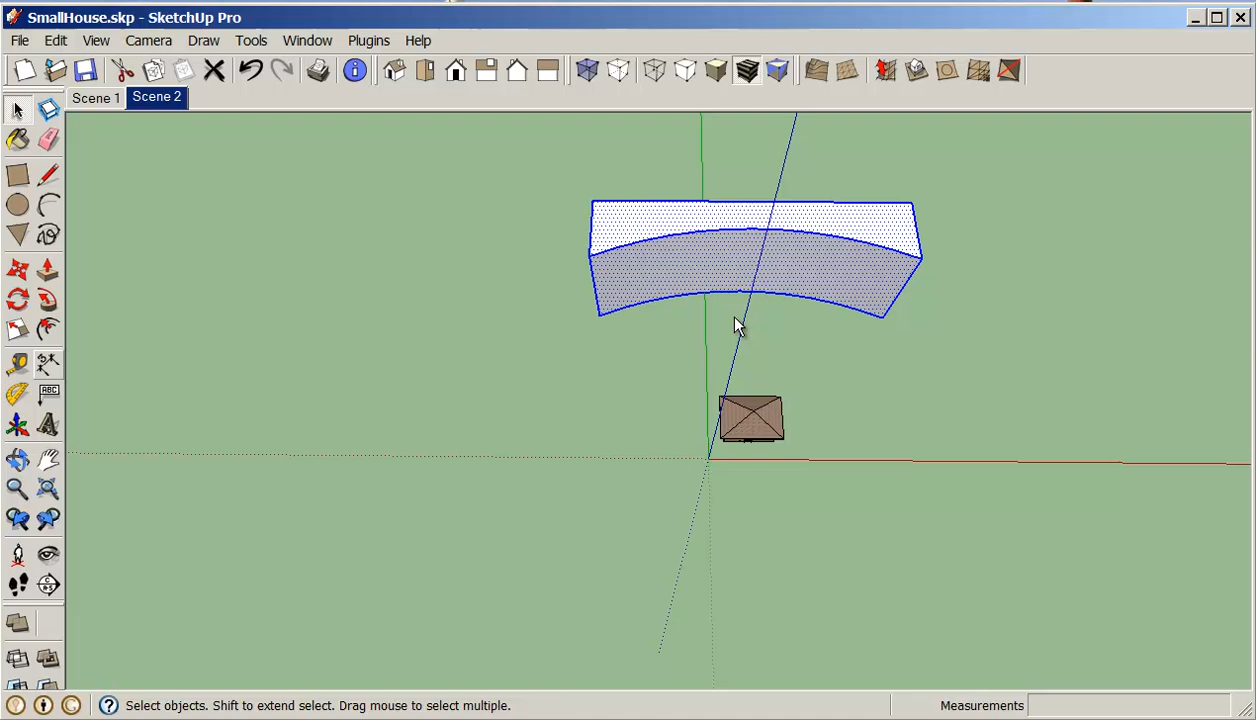 SmallHouse.skp - SketchUp Pro
File Edit View Camera Draw Tools Window Plugins Help
Scene 1 Scene 2
ABC
Select objects. Shift to extend select. Drag mouse to select multiple.
Measurements